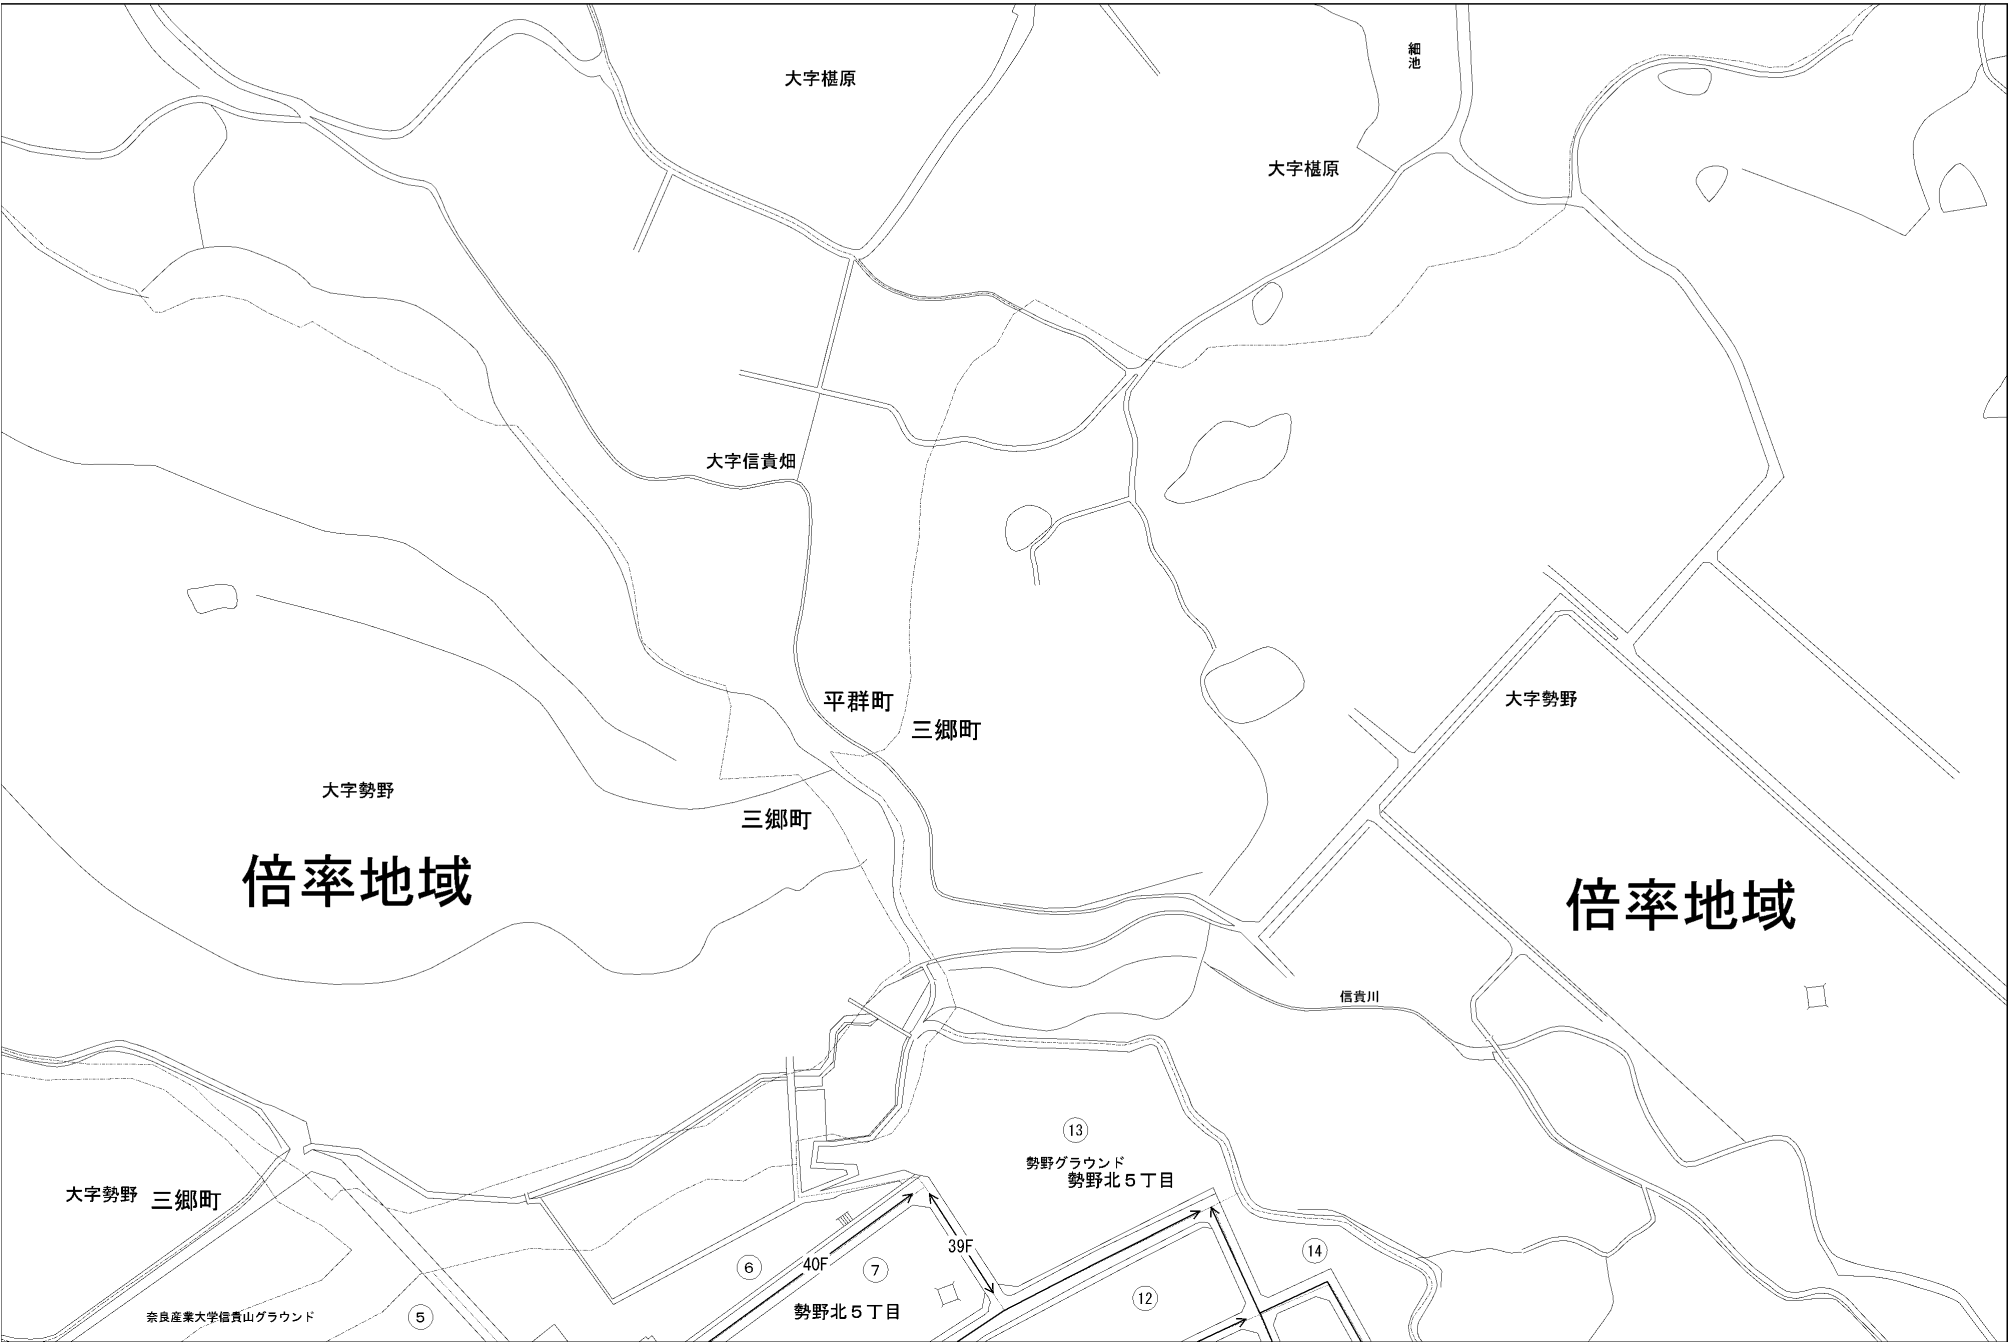 細池
大字椹原
大字椹原
大字信貴畑
平群町
三郷町
大字勢野
大字勢野
三郷町
倍率地域
倍率地域
信貴川
⑬
勢野グラウンド
勢野北5丁目
大字勢野
三郷町
39F
⑭
40F
⑥
⑦
⑫
勢野北5丁目
奈良産業大学信貴山グラウンド
⑤